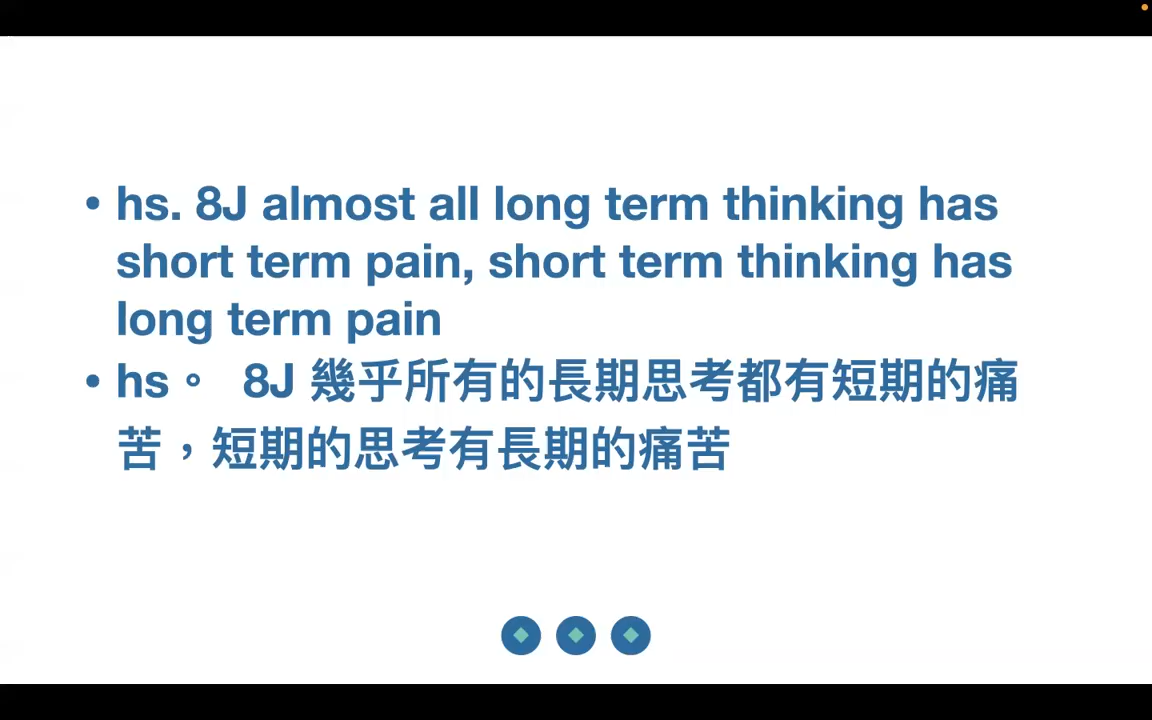 • hs. 8J almost all long term thinking has
short term pain, short term thinking has
long term pain
• hs。 8J 幾乎所有的長期思考都有短期的痛
苦，短期的思考有長期的痛苦